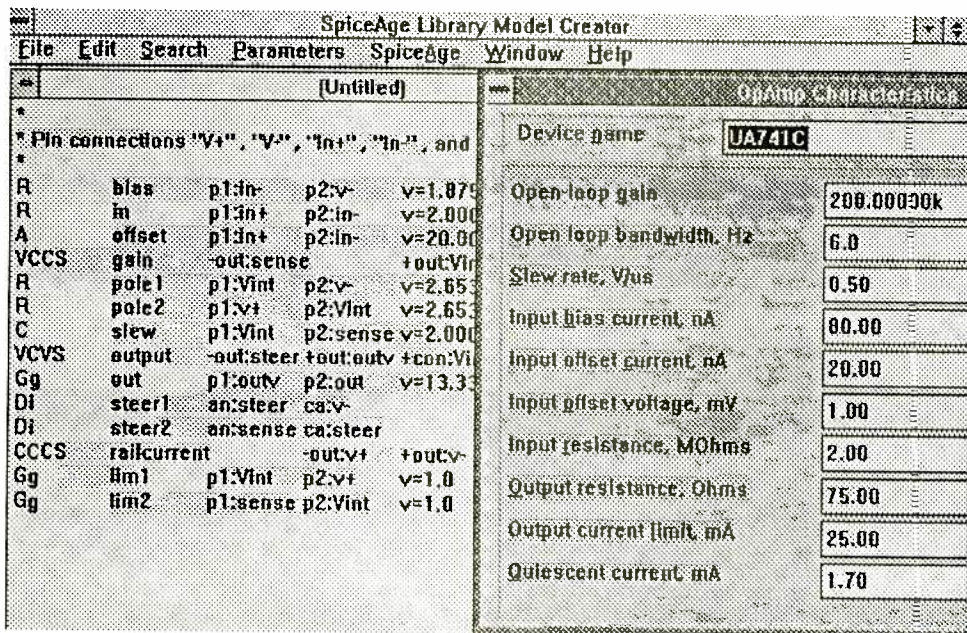 SpiceAge Library Model Creator
File Edit Search Parameters SpiceAge Window Help
(Untitled)
*
* Pin connections "V+", "V-", "In+", "In-", and
*
R bias p1:in- p2:v- v=1.875
R in p1:in+ p2:in- v=2.000
A offset p1:in+ p2:in- v=20.00
VCCS gain -out:sense +out:Vin
R pole1 p1:Vint p2:v- v=2.653
R pole2 p1:v+ p2:Vint v=2.653
C slew p1:Vint p2:sense v=2.000
VCVS output -out:steer +out:outv +con:Vi
Gg out p1:outv p2:out v=13.33
DI steer1 an:steer ca:v-
DI steer2 an:sense ca:steer
CCCS railcurrent -out:v+ +out:v-
Gg lim1 p1:Vint p2:v+ v=1.0
Gg lim2 p1:sense p2:Vint v=1.0
OpAmp Characteristics
Device name UA741C
Open loop gain 200.00000k
Open loop bandwidth, Hz 6.0
Slew rate, V/us 0.50
Input bias current, nA 80.00
Input offset current, nA 20.00
Input offset voltage, mV 1.00
Input resistance, MOhms 2.00
Output resistance, Ohms 75.00
Output current limit, mA 25.00
Quiescent current, mA 1.70